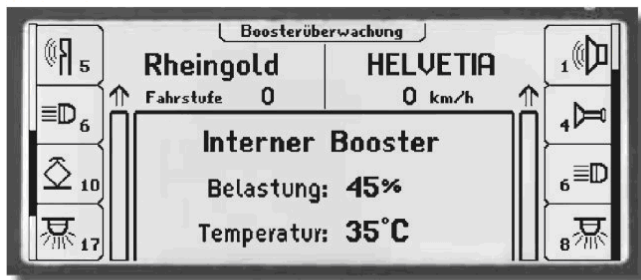 Boosterüberwachung
Rheingold HELVETIA
Fahrstufe 0 0 km/h
Interner Booster
Belastung: 45%
Temperatur: 35°C
5
6
10
17
1
4
6
8